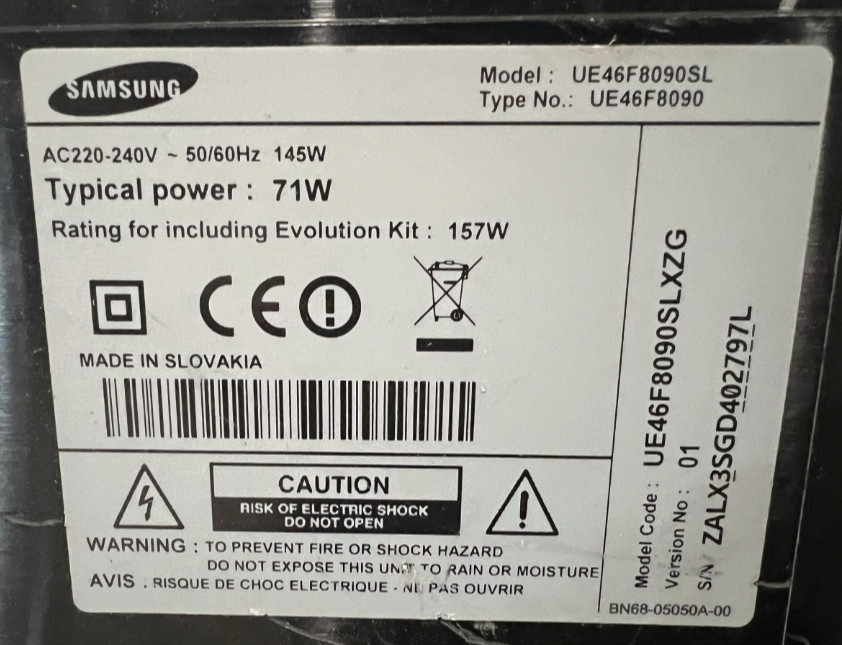 SAMSUNG
Model : UE46F8090SL
Type No.: UE46F8090
AC220-240V ~ 50/60Hz 145W
Typical power : 71W
Rating for including Evolution Kit : 157W
CE
MADE IN SLOVAKIA
CAUTION
RISK OF ELECTRIC SHOCK
DO NOT OPEN
WARNING : TO PREVENT FIRE OR SHOCK HAZARD
DO NOT EXPOSE THIS UNIT TO RAIN OR MOISTURE
AVIS : RISQUE DE CHOC ELECTRIQUE - NE PAS OUVRIR
Model Code : UE46F8090SLXZG
Version No : 01
S/N ZALX3SGD402797L
BN68-05050A-00